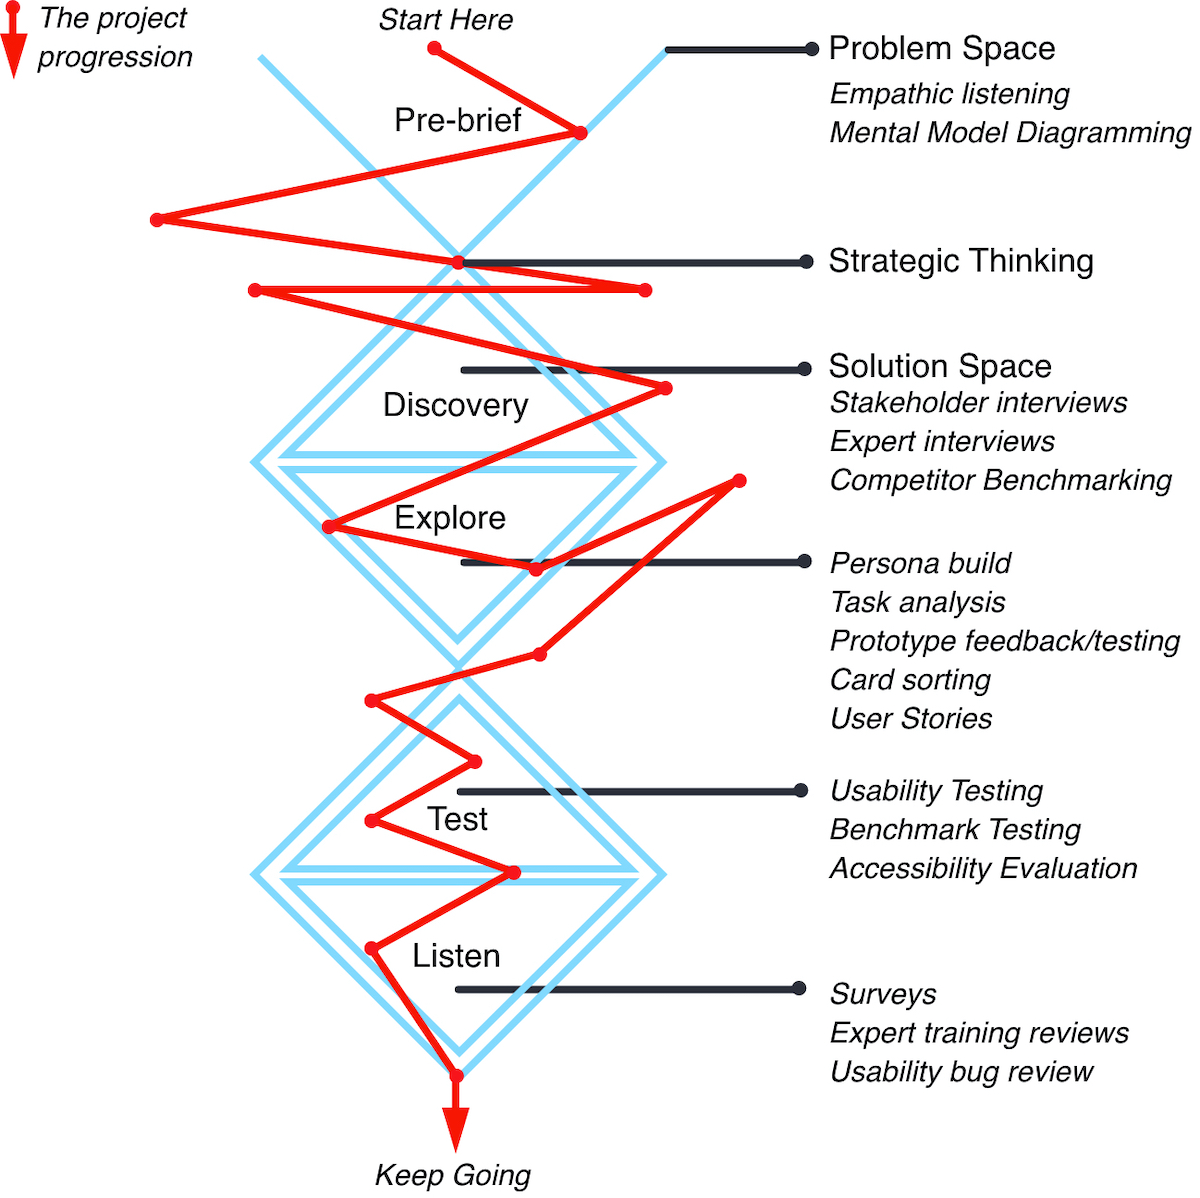 The project
progression
Start Here
Pre-brief
Problem Space
Empathic listening
Mental Model Diagramming
Strategic Thinking
Discovery
Solution Space
Stakeholder interviews
Expert interviews
Competitor Benchmarking
Explore
Persona build
Task analysis
Prototype feedback/testing
Card sorting
User Stories
Test
Usability Testing
Benchmark Testing
Accessibility Evaluation
Listen
Surveys
Expert training reviews
Usability bug review
Keep Going